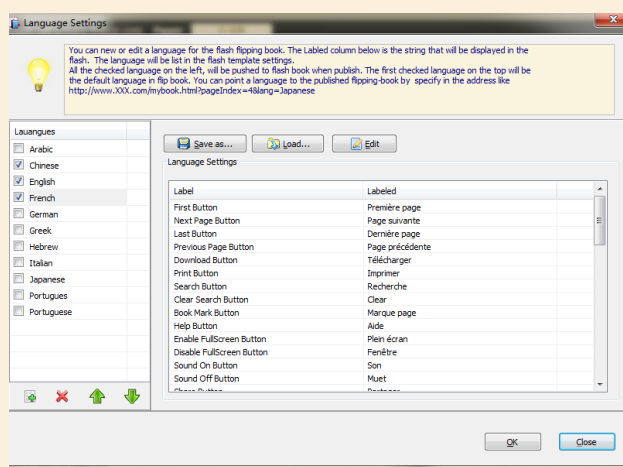 Language Settings
You can new or edit a language for the flash flipping book. The Labled column below is the string that will be displayed in the
flash. The language will be list in the flash template settings.
All the checked language on the left, will be pushed to flash book when publish. The first checked language on the top will be
the default language in flip book. You can point a language to the published flipping-book by specify in the address like
http://www.XXX.com/mybook.html?pageIndex=4&lang=Japanese
Lauangues
Arabic
Chinese
English
French
German
Greek
Hebrew
Italian
Japanese
Portugues
Portuguese
Save as... Load... Edit
Language Settings
Label Labeled
First Button Première page
Next Page Button Page suivante
Last Button Dernière page
Previous Page Button Page précédente
Download Button Télécharger
Print Button Imprimer
Search Button Recherche
Clear Search Button Clear
Book Mark Button Marque page
Help Button Aide
Enable FullScreen Button Plein écran
Disable FullScreen Button Fenêtre
Sound On Button Son
Sound Off Button Muet
OK Close